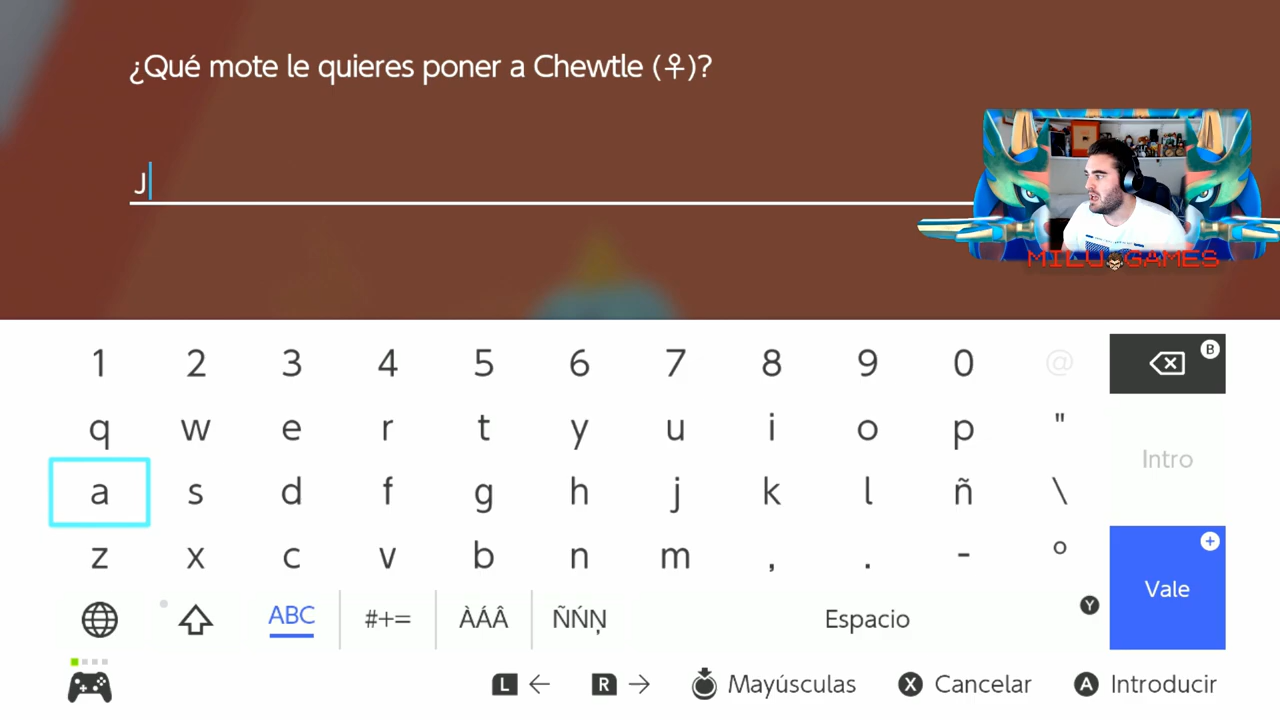 ¿Qué mote le quieres poner a Chewtle (♀)?
J
MILU GAMES
1 2 3 4 5 6 7 8 9 0 @ B
q w e r t y u i o p " Intro
a s d f g h j k l ñ \
z x c v b n m , . - º + Vale
ABC #+= ÀÁÂ ÑŃŅ Espacio Y
L ← R → Mayúsculas X Cancelar A Introducir